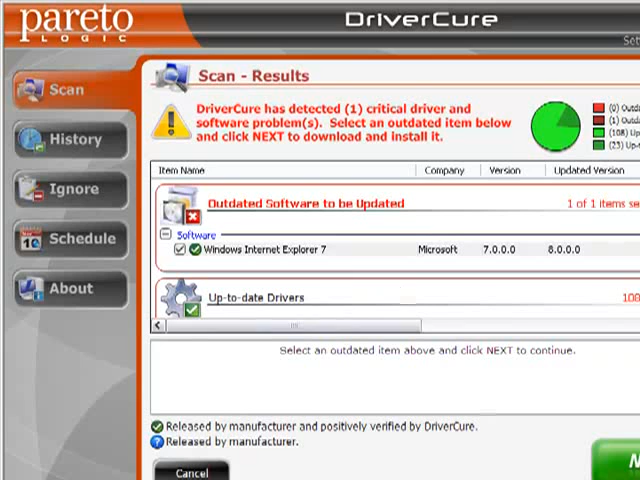 pareto
LOGIC
DriverCure
Scan
Scan - Results
DriverCure has detected (1) critical driver and
software problem(s). Select an outdated item below
and click NEXT to download and install it.
(0)
(1)
(108)
(23)
History
Ignore
Schedule
About
Item Name Company Version Updated Version
Outdated Software to be Updated 1 of 1 items se
Software
Windows Internet Explorer 7 Microsoft 7.0.0.0 8.0.0.0
Up-to-date Drivers 108
Select an outdated item above and click NEXT to continue.
Released by manufacturer and positively verified by DriverCure.
Released by manufacturer.
Cancel